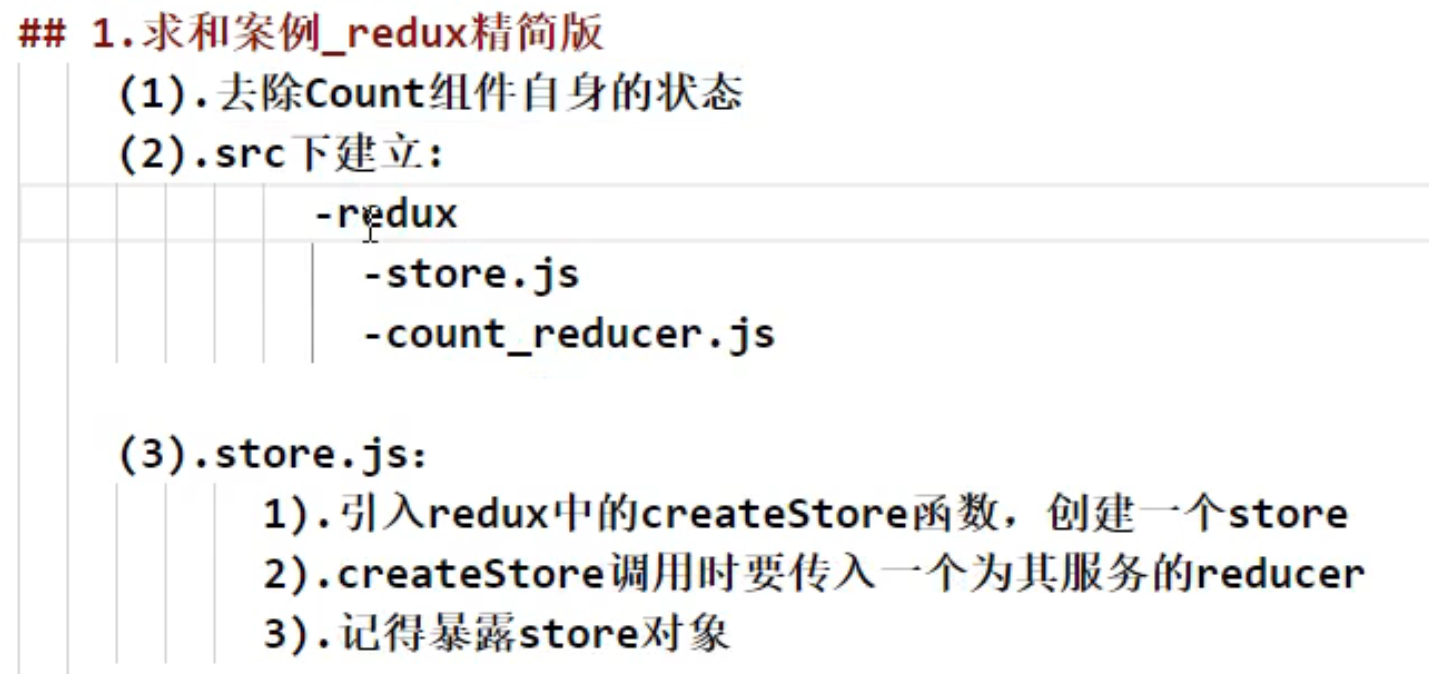 ## 1.求和案例_redux精简版
(1).去除Count组件自身的状态
(2).src下建立:
-redux
-store.js
-count_reducer.js
(3).store.js：
1).引入redux中的createStore函数，创建一个store
2).createStore调用时要传入一个为其服务的reducer
3).记得暴露store对象